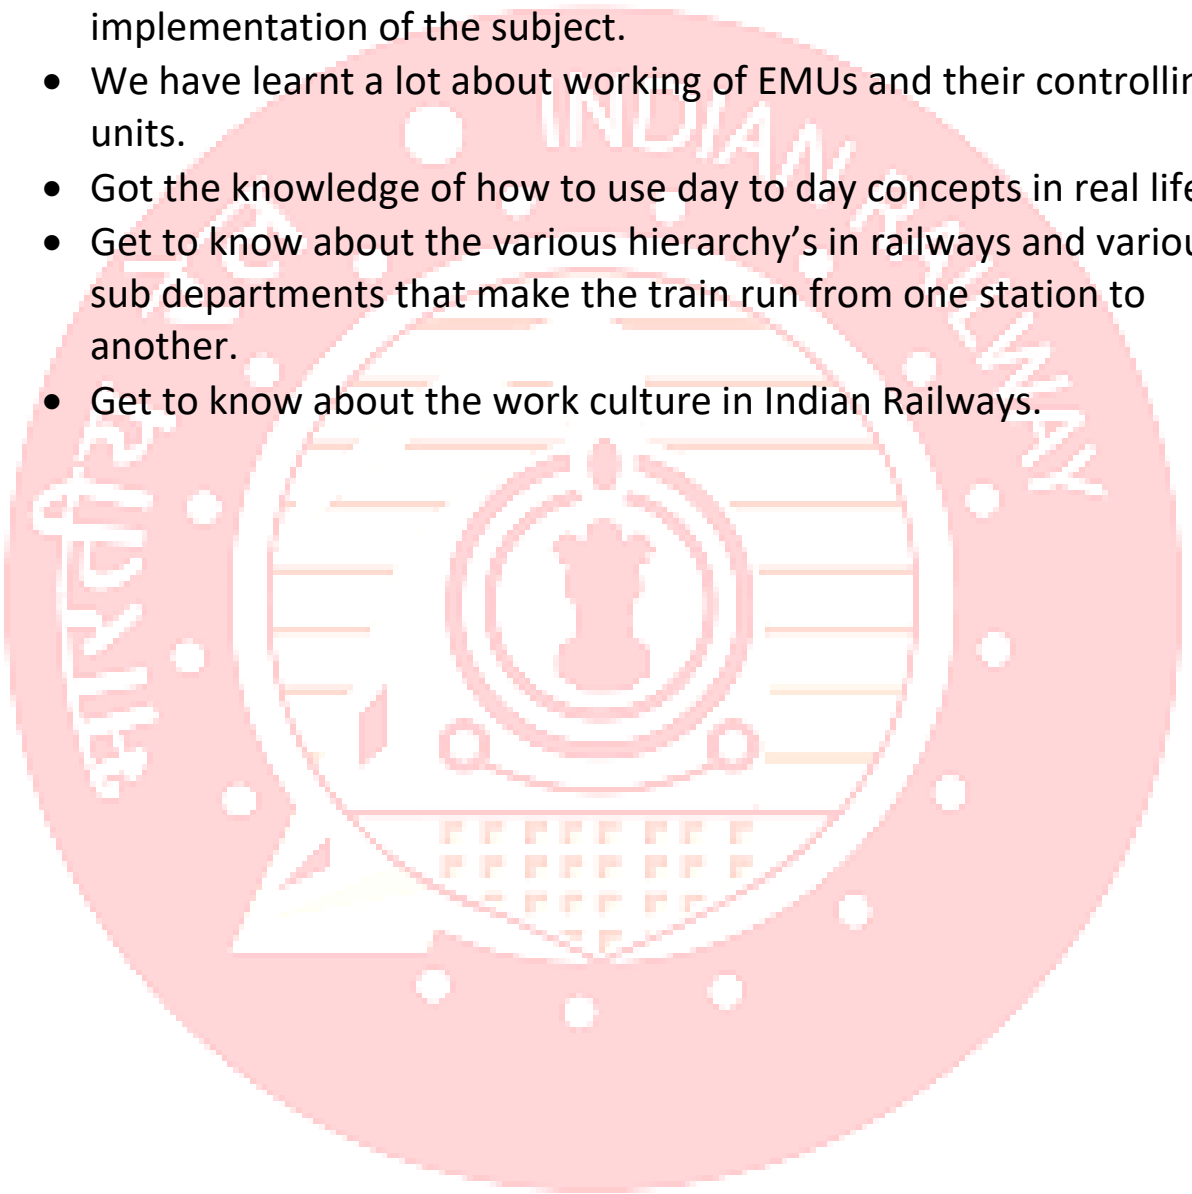 implementation of the subject.
• We have learnt a lot about working of EMUs and their controllin
units.
• Got the knowledge of how to use day to day concepts in real life
• Get to know about the various hierarchy’s in railways and variou
sub departments that make the train run from one station to
another.
• Get to know about the work culture in Indian Railways.
INDIAN RAILWAY
भारतीय रेल